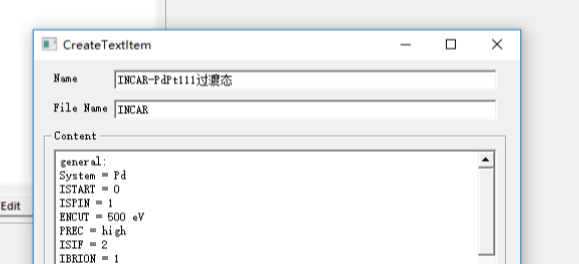 CreateTextItem
Name
INCAR-PdPt111过渡态
File Name
INCAR
Content
general:
System = Pd
ISTART = 0
ISPIN = 1
ENCUT = 500 eV
PREC = high
ISIF = 2
IBRION = 1
Edit